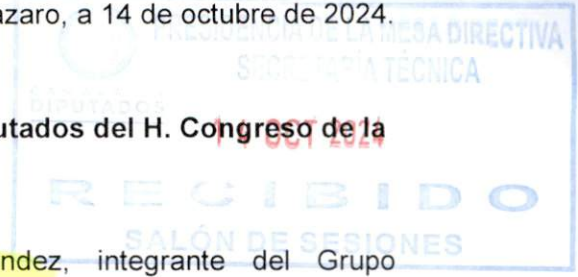 azaro, a 14 de octubre de 2024.
PRESIDENCIA DE LA MESA DIRECTIVA
SECRETARÍA TÉCNICA
DIPUTADOS
utados del H. Congreso de la
14 OCT 2024
RECIBIDO
SALÓN DE SESIONES
ndez, integrante del Grupo